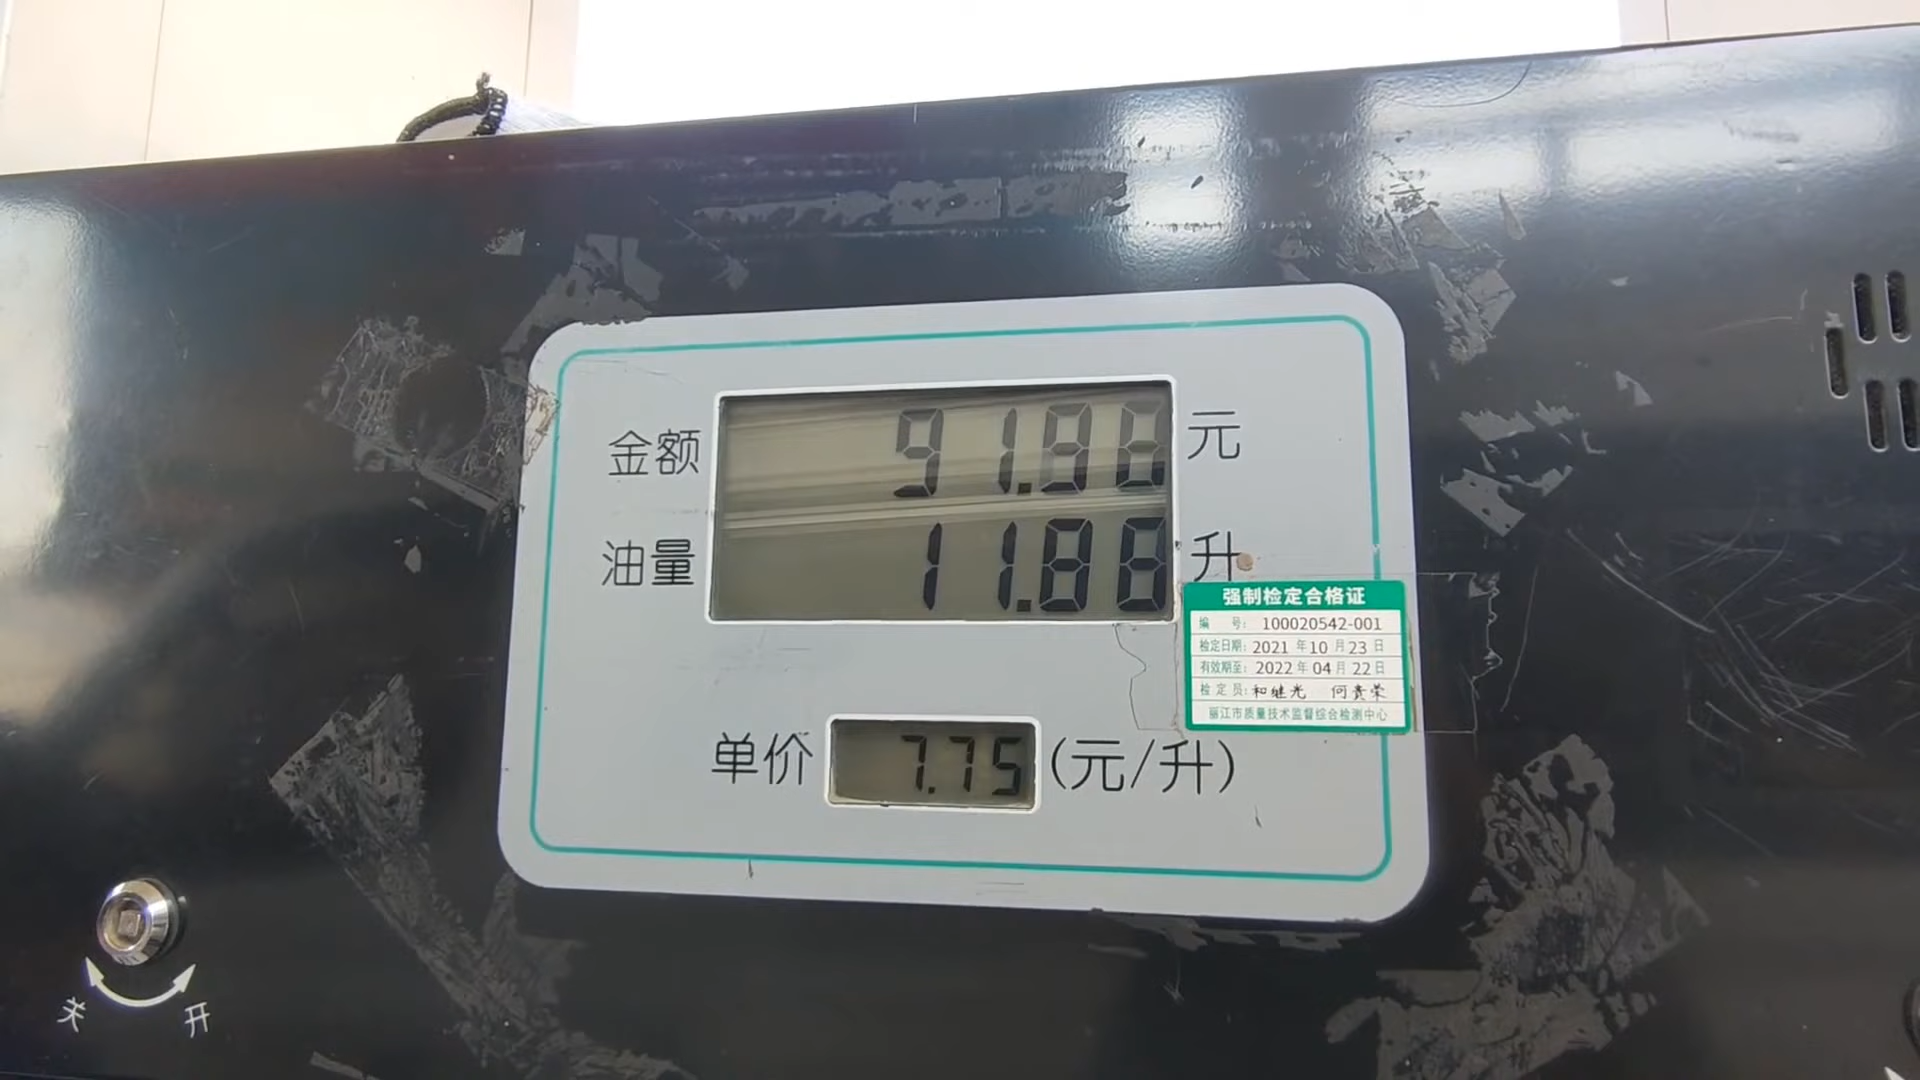 金额 91.88 元
油量 11.88 升
强制检定合格证
编 号: 100020542-001
检定日期: 2021 年 10 月 23 日
有效期至: 2022 年 04 月 22 日
检 定 员: 和继光 何贵荣
丽江市质量技术监督综合检测中心
单价 7.75 (元/升)
关 开